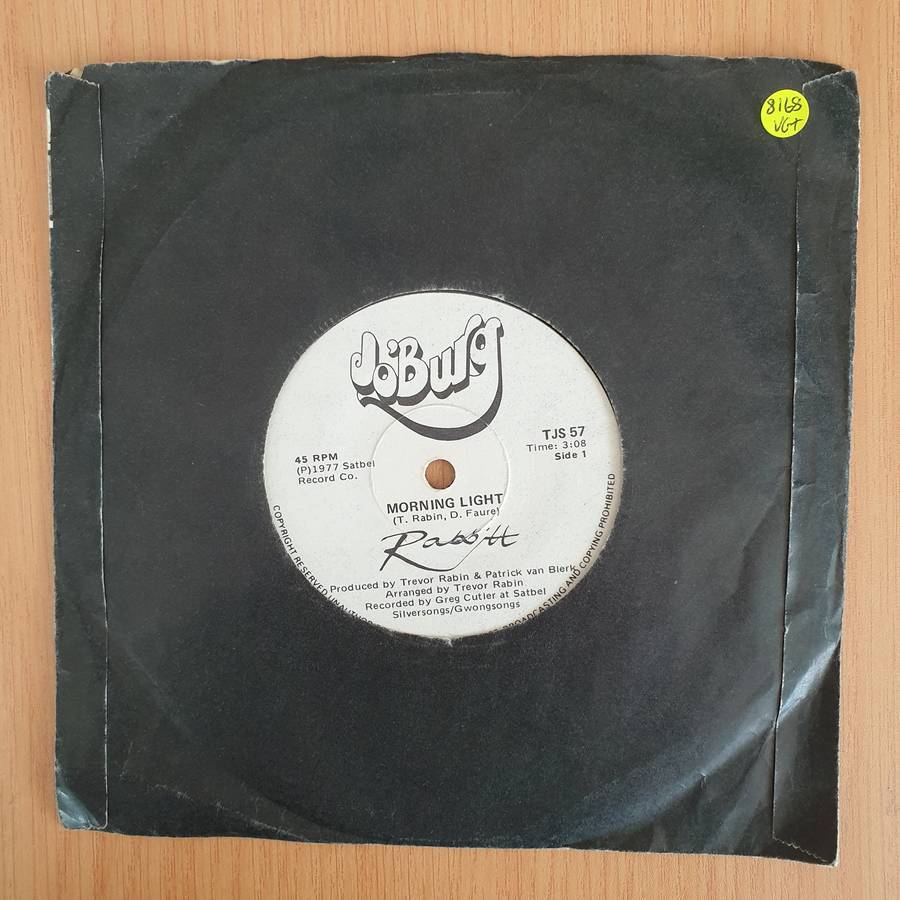 8168
VG+
Jo'Burg
TJS 57
Time: 3:08
Side 1
45 RPM
(P)1977 Satbel
Record Co.
MORNING LIGHT
(T. Rabin, D. Faure)
Rabbitt
Produced by Trevor Rabin & Patrick van Blerk
Arranged by Trevor Rabin
Recorded by Greg Cutler at Satbel
Silversongs/Gwongsongs
COPYRIGHT RESERVED UNAUTHO
BROADCASTING AND COPYING PROHIBITED